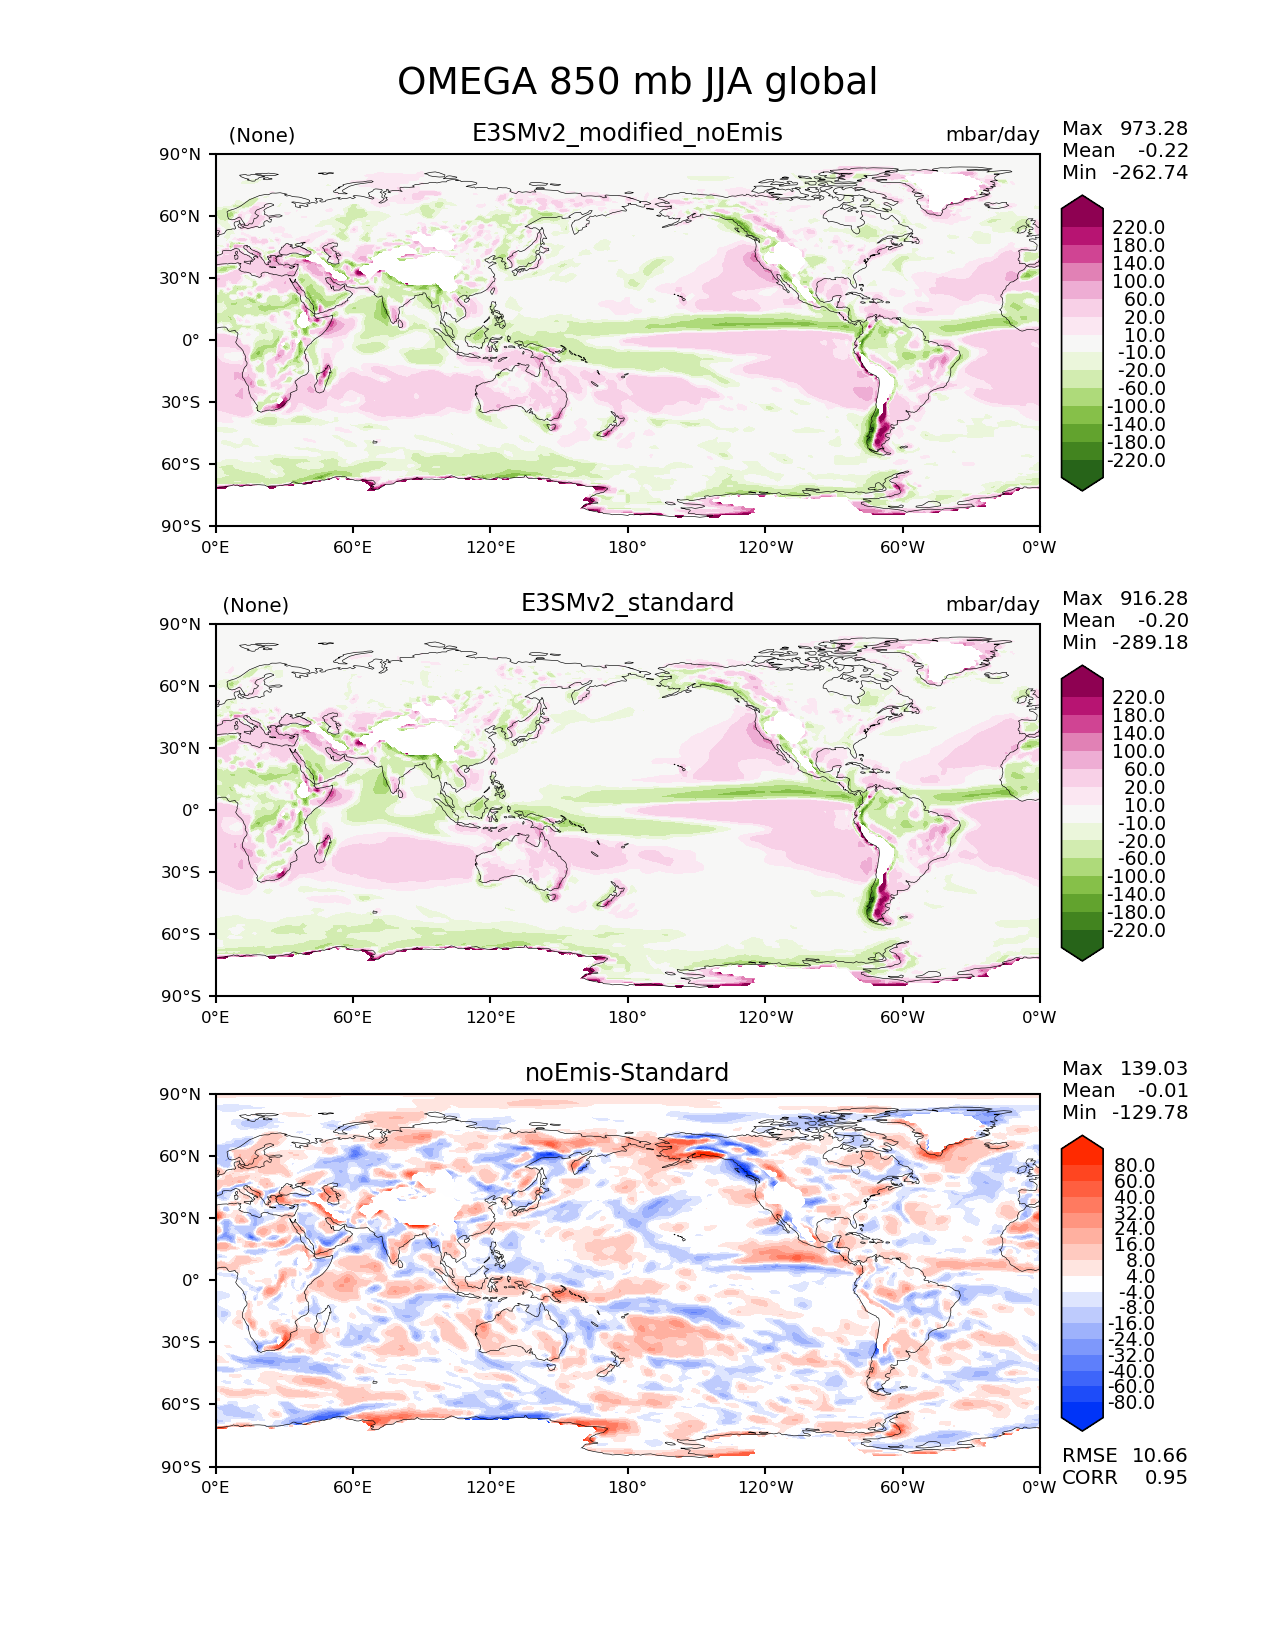 OMEGA 850 mb JJA global
(None) E3SMv2_modified_noEmis mbar/day
Max 973.28
Mean -0.22
Min -262.74
90°N
60°N
30°N
0°
30°S
60°S
90°S
0°E 60°E 120°E 180° 120°W 60°W 0°W
220.0
180.0
140.0
100.0
60.0
20.0
10.0
-10.0
-20.0
-60.0
-100.0
-140.0
-180.0
-220.0
(None) E3SMv2_standard mbar/day
Max 916.28
Mean -0.20
Min -289.18
90°N
60°N
30°N
0°
30°S
60°S
90°S
0°E 60°E 120°E 180° 120°W 60°W 0°W
220.0
180.0
140.0
100.0
60.0
20.0
10.0
-10.0
-20.0
-60.0
-100.0
-140.0
-180.0
-220.0
noEmis-Standard
Max 139.03
Mean -0.01
Min -129.78
90°N
60°N
30°N
0°
30°S
60°S
90°S
0°E 60°E 120°E 180° 120°W 60°W 0°W
80.0
60.0
40.0
32.0
24.0
16.0
8.0
4.0
-4.0
-8.0
-16.0
-24.0
-32.0
-40.0
-60.0
-80.0
RMSE 10.66
CORR 0.95